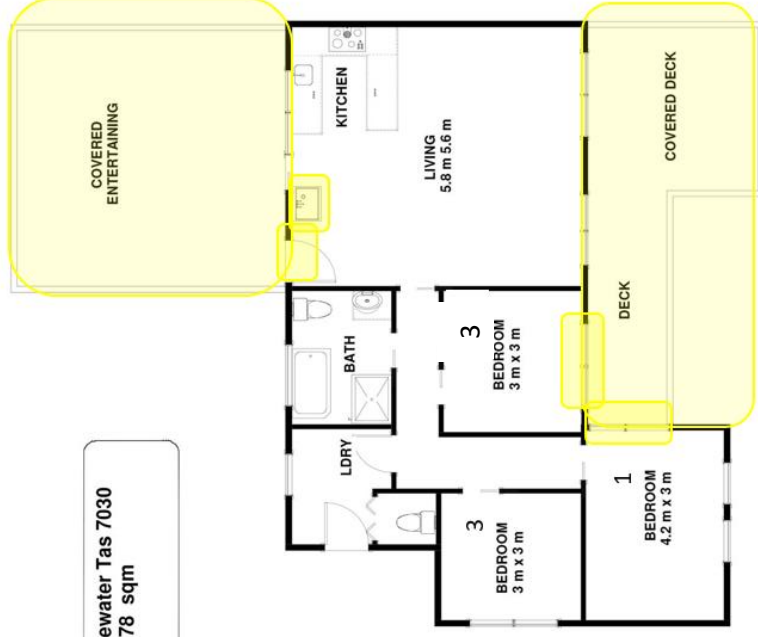 COVERED
ENTERTAINING
KITCHEN
LIVING
5.8 m 5.6 m
COVERED DECK
DECK
BATH
3
BEDROOM
3 m x 3 m
LDRY
3
BEDROOM
3 m x 3 m
1
BEDROOM
4.2 m x 3 m
ewater Tas 7030
78 sqm